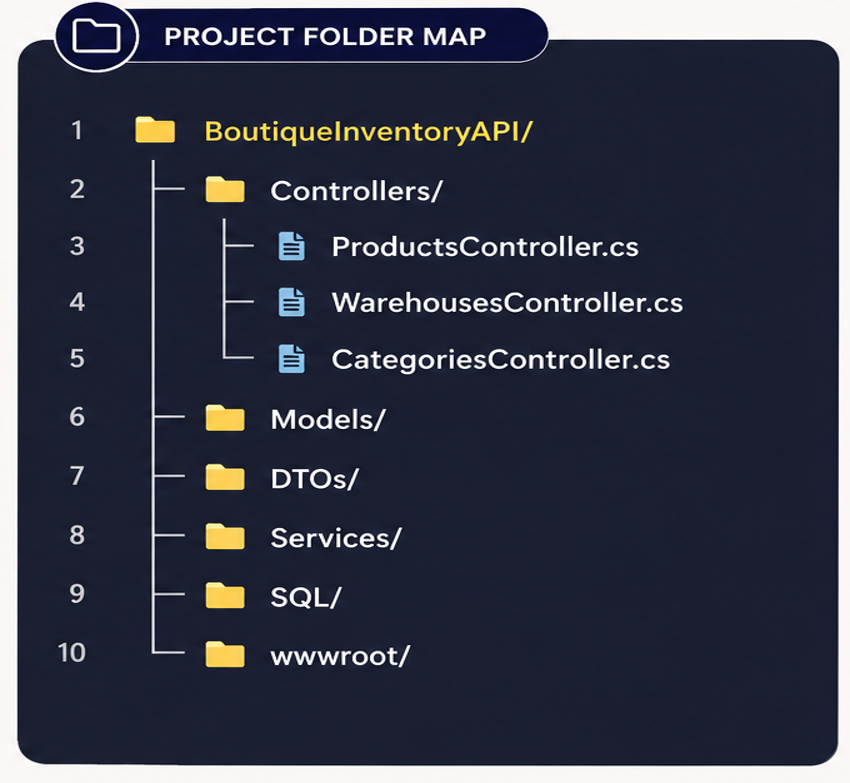 PROJECT FOLDER MAP
1 BoutiqueInventoryAPI/
2 Controllers/
3 ProductsController.cs
4 WarehousesController.cs
5 CategoriesController.cs
6 Models/
7 DTOs/
8 Services/
9 SQL/
10 wwwroot/